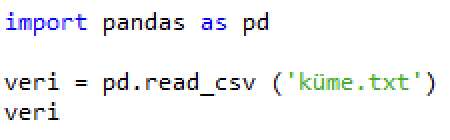 import pandas as pd
veri = pd.read_csv ('küme.txt')
veri